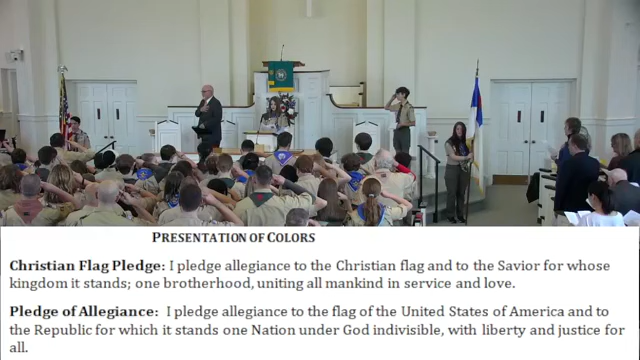 PRESENTATION OF COLORS
Christian Flag Pledge: I pledge allegiance to the Christian flag and to the Savior for whose
kingdom it stands; one brotherhood, uniting all mankind in service and love.
Pledge of Allegiance: I pledge allegiance to the flag of the United States of America and to
the Republic for which it stands one Nation under God indivisible, with liberty and justice for
all.